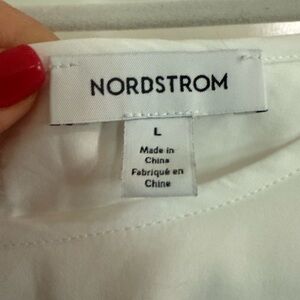 NORDSTROM
L
Made in
China
Fabriqué en
Chine